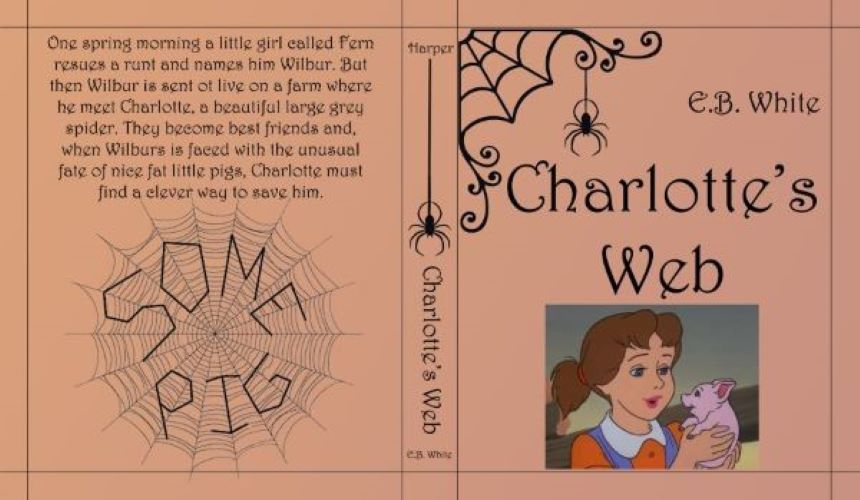 One spring morning a little girl called Fern
resues a runt and names him Wilbur. But
then Wilbur is sent ot live on a farm where
he meet Charlotte, a beautiful large grey
spider. They become best friends and,
when Wilburs is faced with the unusual
fate of nice fat little pigs, Charlotte must
find a clever way to save him.
SOME
PIG
Harper
Charlotte's Web
E.B. White
E.B. White
Charlotte's
Web